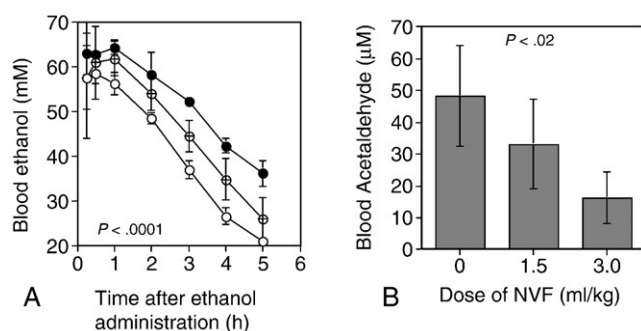 Blood ethanol (mM)
70
60
50
40
30
20
P < .0001
0 1 2 3 4 5 6
A
Time after ethanol
administration (h)
Blood Acetaldehyde (µM)
70
60
50
40
30
20
10
0
P < .02
0 1.5 3.0
B
Dose of NVF (ml/kg)